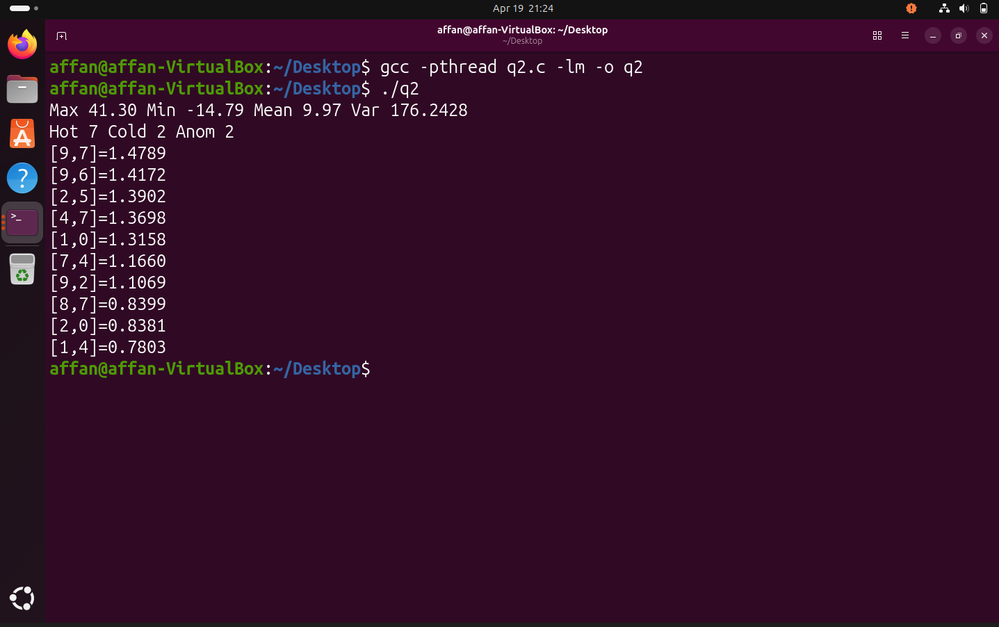 Apr 19 21:24
affan@affan-VirtualBox: ~/Desktop
~/Desktop
affan@affan-VirtualBox:~/Desktop$ gcc -pthread q2.c -lm -o q2
affan@affan-VirtualBox:~/Desktop$ ./q2
Max 41.30 Min -14.79 Mean 9.97 Var 176.2428
Hot 7 Cold 2 Anom 2
[9,7]=1.4789
[9,6]=1.4172
[2,5]=1.3902
[4,7]=1.3698
[1,0]=1.3158
[7,4]=1.1660
[9,2]=1.1069
[8,7]=0.8399
[2,0]=0.8381
[1,4]=0.7803
affan@affan-VirtualBox:~/Desktop$